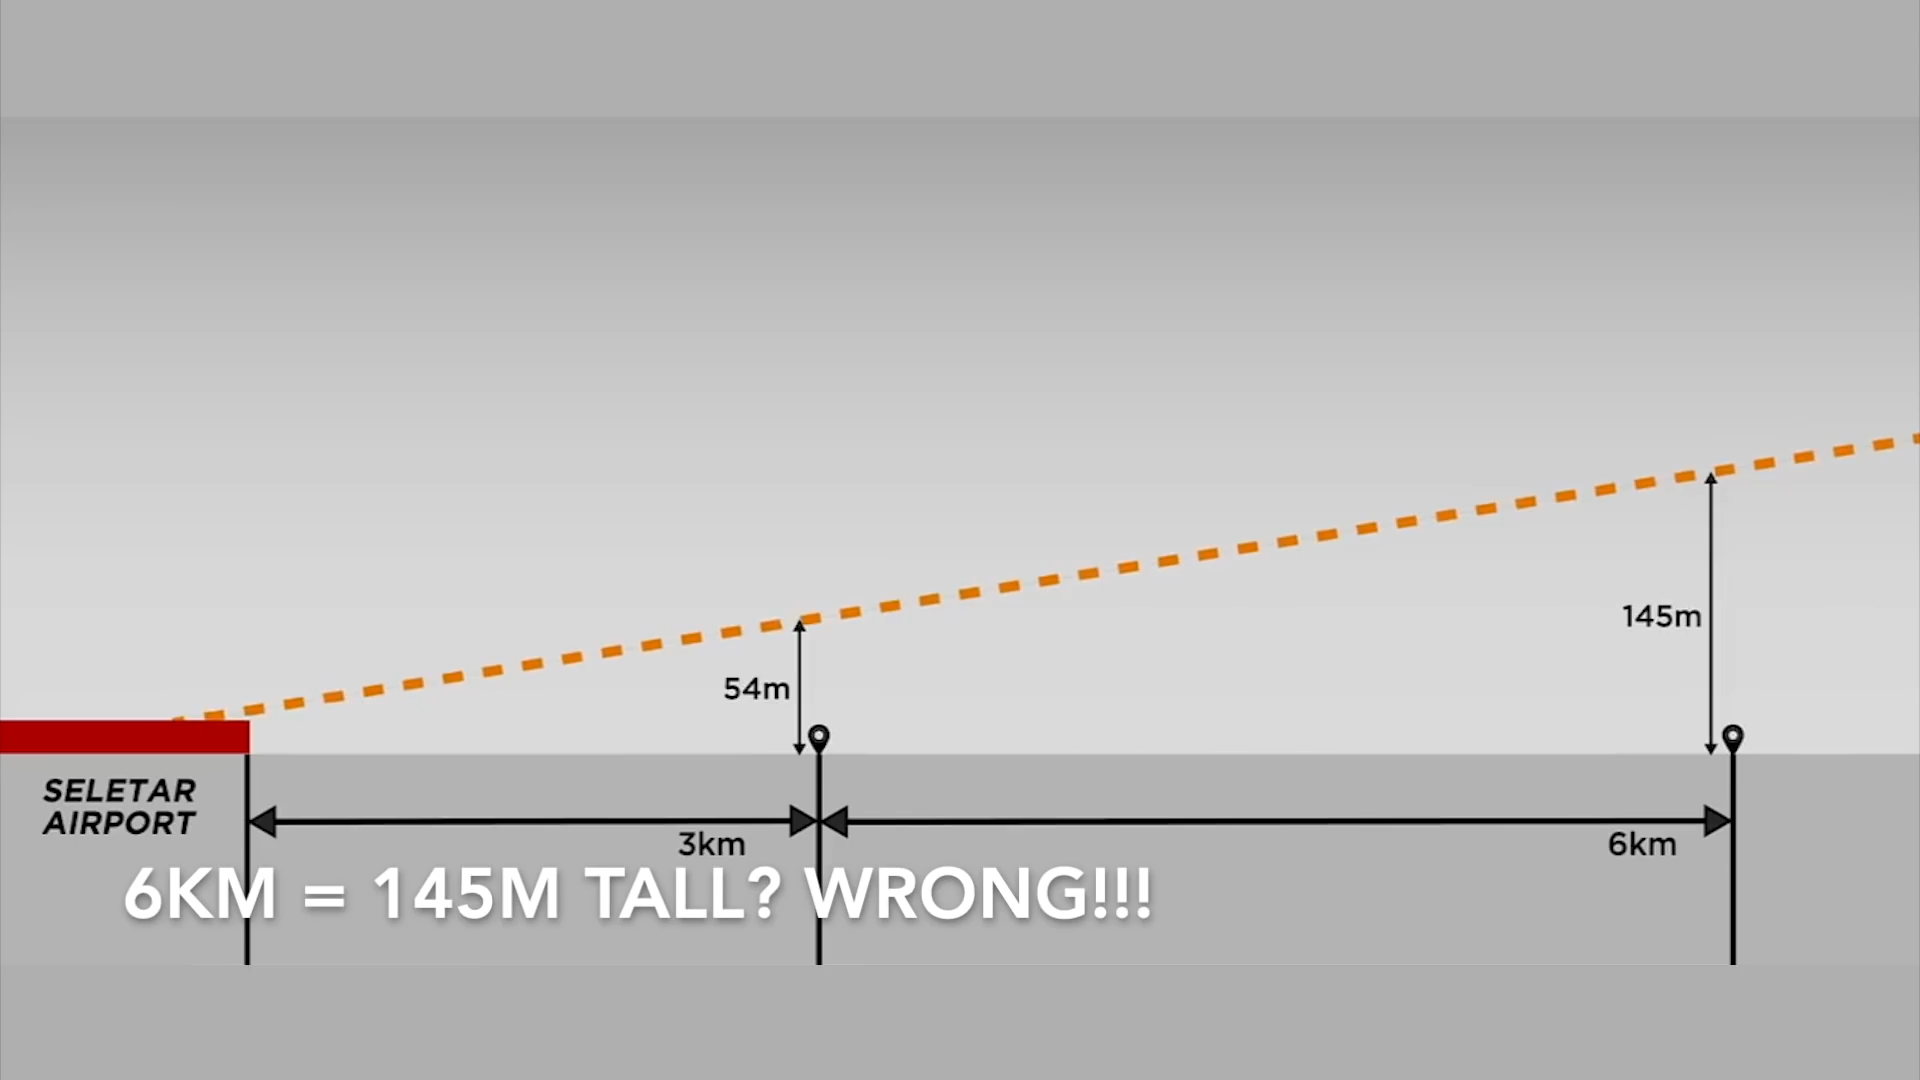 145m
54m
SELETAR
AIRPORT
3km
6km
6KM = 145M TALL? WRONG!!!